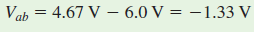 Vab = 4.67 V − 6.0 V = −1.33 V